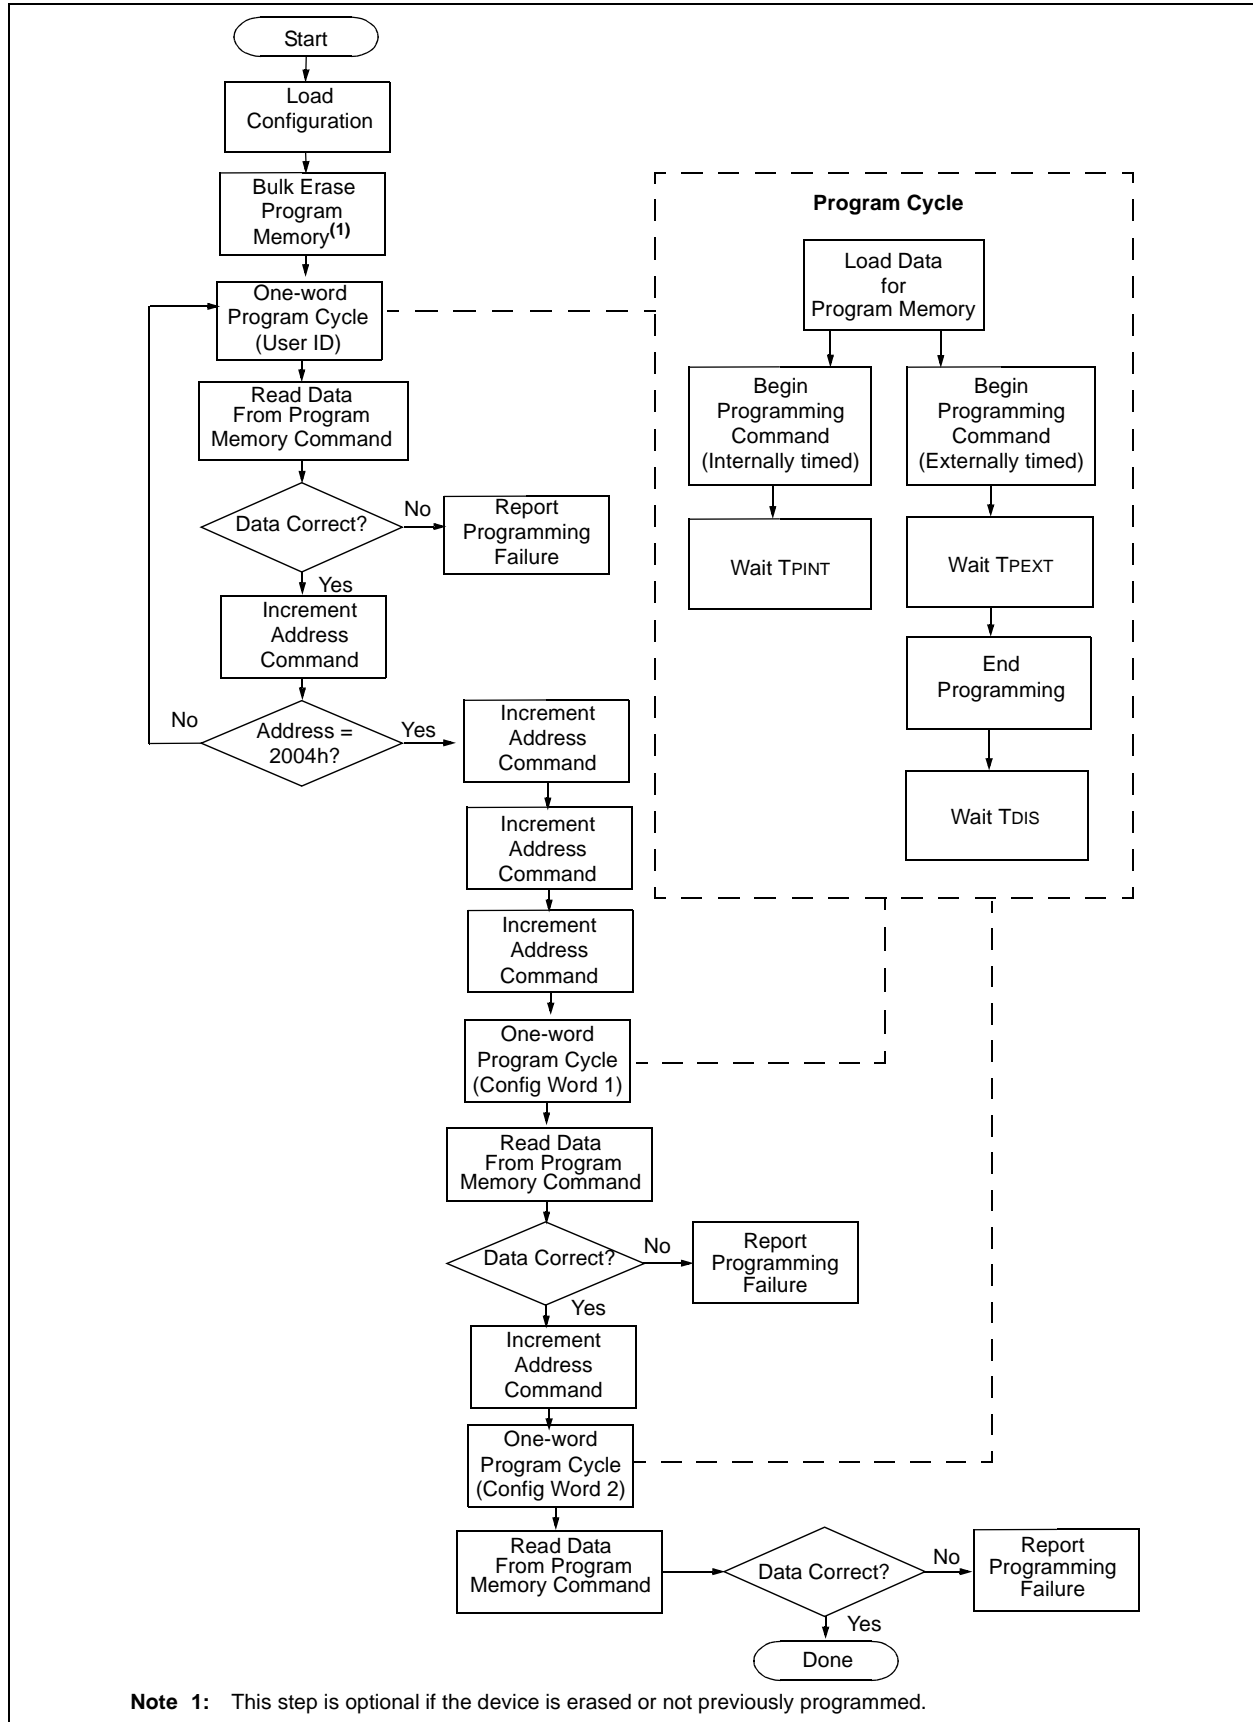 Start
Load
Configuration
Bulk Erase
Program
Memory(1)
One-word
Program Cycle
(User ID)
Read Data
From Program
Memory Command
Data Correct?
No
Report
Programming
Failure
Yes
Increment
Address
Command
Address =
2004h?
No
Yes
Increment
Address
Command
Increment
Address
Command
Increment
Address
Command
One-word
Program Cycle
(Config Word 1)
Read Data
From Program
Memory Command
Data Correct?
No
Report
Programming
Failure
Yes
Increment
Address
Command
One-word
Program Cycle
(Config Word 2)
Read Data
From Program
Memory Command
Data Correct?
No
Report
Programming
Failure
Yes
Done
Program Cycle
Load Data
for
Program Memory
Begin
Programming
Command
(Internally timed)
Wait TPINT
Begin
Programming
Command
(Externally timed)
Wait TPEXT
End
Programming
Wait TDIS
Note 1: This step is optional if the device is erased or not previously programmed.